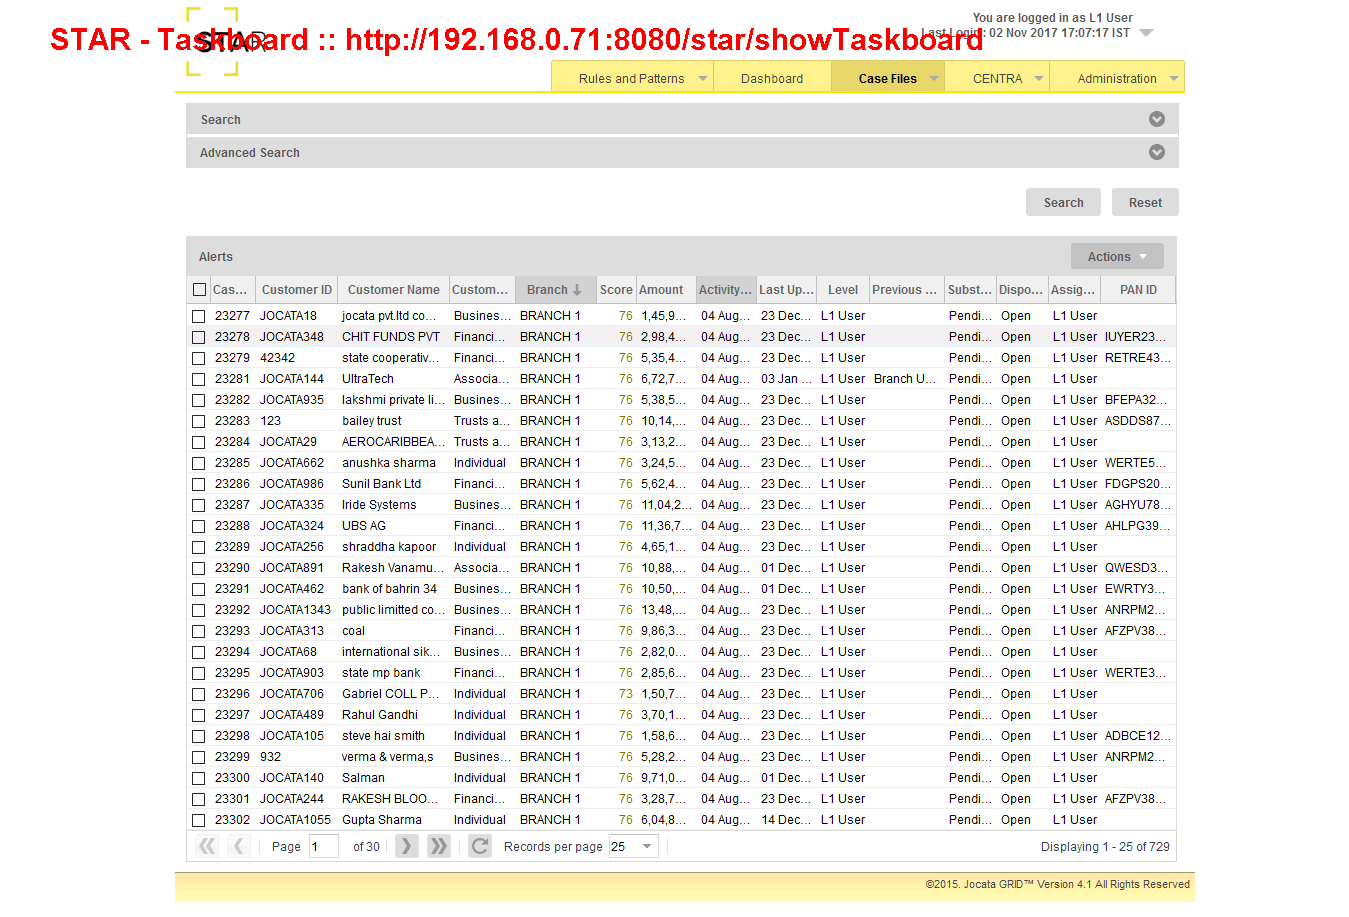 You are logged in as L1 User
STAR - Taskboard :: http://192.168.0.71:8080/star/showTaskboard
STAR
Last Login : 02 Nov 2017 17:07:17 IST
Rules and Patterns Dashboard Case Files CENTRA Administration
Search
Advanced Search
Search Reset
Alerts Actions
Cas... Customer ID Customer Name Custom... Branch Score Amount Activity... Last Up... Level Previous ... Subst... Dispo... Assig... PAN ID
23277 JOCATA18 jocata pvt.ltd co... Busines... BRANCH 1 76 1,45,9... 04 Aug... 23 Dec... L1 User Pendi... Open L1 User
23278 JOCATA348 CHIT FUNDS PVT Financi... BRANCH 1 76 2,98,4... 04 Aug... 23 Dec... L1 User Pendi... Open L1 User IUYER23...
23279 42342 state cooperativ... Financi... BRANCH 1 76 5,35,4... 04 Aug... 23 Dec... L1 User Pendi... Open L1 User RETRE43...
23281 JOCATA144 UltraTech Associa... BRANCH 1 76 6,72,7... 04 Aug... 03 Jan ... L1 User Branch U... Pendi... Open L1 User
23282 JOCATA935 lakshmi private li... Busines... BRANCH 1 76 5,38,5... 04 Aug... 23 Dec... L1 User Pendi... Open L1 User BFEPA32...
23283 123 bailey trust Trusts a... BRANCH 1 76 10,14,... 04 Aug... 23 Dec... L1 User Pendi... Open L1 User ASDDS87...
23284 JOCATA29 AEROCARIBBEA... Trusts a... BRANCH 1 76 3,13,2... 04 Aug... 23 Dec... L1 User Pendi... Open L1 User
23285 JOCATA662 anushka sharma Individual BRANCH 1 76 3,24,5... 04 Aug... 23 Dec... L1 User Pendi... Open L1 User WERTE5...
23286 JOCATA986 Sunil Bank Ltd Financi... BRANCH 1 76 5,62,4... 04 Aug... 23 Dec... L1 User Pendi... Open L1 User FDGPS20...
23287 JOCATA335 Iride Systems Busines... BRANCH 1 76 11,04,2... 04 Aug... 23 Dec... L1 User Pendi... Open L1 User AGHYU78...
23288 JOCATA324 UBS AG Financi... BRANCH 1 76 11,36,7... 04 Aug... 23 Dec... L1 User Pendi... Open L1 User AHLPG39...
23289 JOCATA256 shraddha kapoor Individual BRANCH 1 76 4,65,1... 04 Aug... 23 Dec... L1 User Pendi... Open L1 User
23290 JOCATA891 Rakesh Vanamu... Associa... BRANCH 1 76 10,88,... 04 Aug... 01 Dec... L1 User Pendi... Open L1 User QWESD3...
23291 JOCATA462 bank of bahrin 34 Busines... BRANCH 1 76 10,50,... 04 Aug... 01 Dec... L1 User Pendi... Open L1 User EWRTY3...
23292 JOCATA1343 public limitted co... Busines... BRANCH 1 76 13,48,... 04 Aug... 23 Dec... L1 User Pendi... Open L1 User ANRPM2...
23293 JOCATA313 coal Financi... BRANCH 1 76 9,86,3... 04 Aug... 23 Dec... L1 User Pendi... Open L1 User AFZPV38...
23294 JOCATA68 international sik... Busines... BRANCH 1 76 2,82,0... 04 Aug... 23 Dec... L1 User Pendi... Open L1 User
23295 JOCATA903 state mp bank Financi... BRANCH 1 76 2,85,6... 04 Aug... 23 Dec... L1 User Pendi... Open L1 User WERTE3...
23296 JOCATA706 Gabriel COLL P... Individual BRANCH 1 73 1,50,7... 04 Aug... 23 Dec... L1 User Pendi... Open L1 User
23297 JOCATA489 Rahul Gandhi Individual BRANCH 1 76 3,70,1... 04 Aug... 23 Dec... L1 User Pendi... Open L1 User
23298 JOCATA105 steve hai smith Individual BRANCH 1 76 1,58,6... 04 Aug... 23 Dec... L1 User Pendi... Open L1 User ADBCE12...
23299 932 verma & verma,s Busines... BRANCH 1 76 5,28,2... 04 Aug... 23 Dec... L1 User Pendi... Open L1 User ANRPM2...
23300 JOCATA140 Salman Individual BRANCH 1 76 9,71,0... 04 Aug... 01 Dec... L1 User Pendi... Open L1 User
23301 JOCATA244 RAKESH BLOO... Financi... BRANCH 1 76 3,28,7... 04 Aug... 23 Dec... L1 User Pendi... Open L1 User AFZPV38...
23302 JOCATA1055 Gupta Sharma Individual BRANCH 1 76 6,04,8... 04 Aug... 14 Dec... L1 User Pendi... Open L1 User
Page 1 of 30 Records per page 25 Displaying 1 - 25 of 729
©2015. Jocata GRID™ Version 4.1 All Rights Reserved